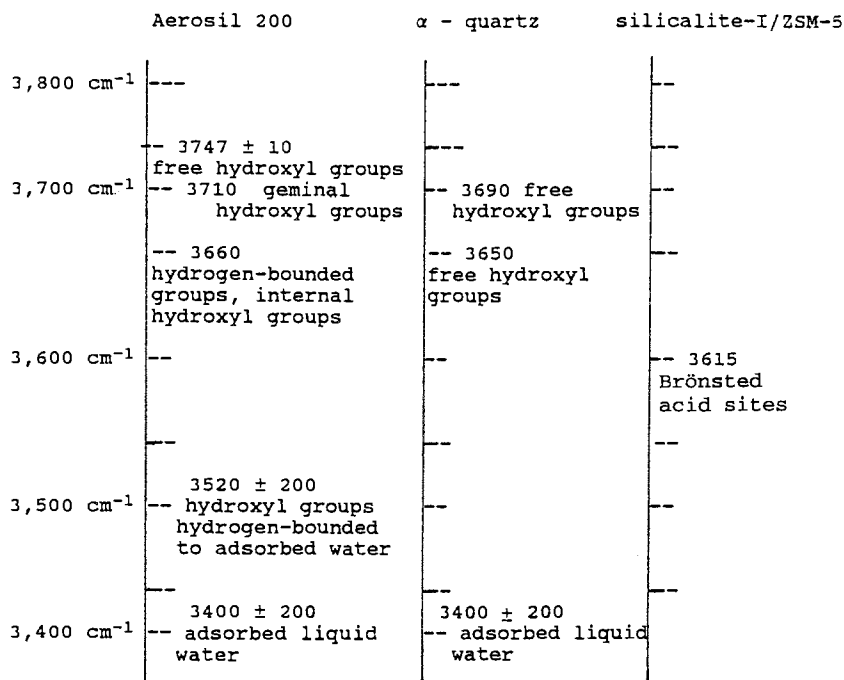 Aerosil 200
α - quartz
silicalite-I/ZSM-5
3,800 cm⁻¹
3747 ± 10
free hydroxyl groups
3,700 cm⁻¹
3710 geminal
hydroxyl groups
3690 free
hydroxyl groups
3660
hydrogen-bounded
groups, internal
hydroxyl groups
3650
free hydroxyl
groups
3,600 cm⁻¹
3615
Brönsted
acid sites
3520 ± 200
3,500 cm⁻¹
hydroxyl groups
hydrogen-bounded
to adsorbed water
3400 ± 200
3,400 cm⁻¹
adsorbed liquid
water
3400 ± 200
adsorbed liquid
water